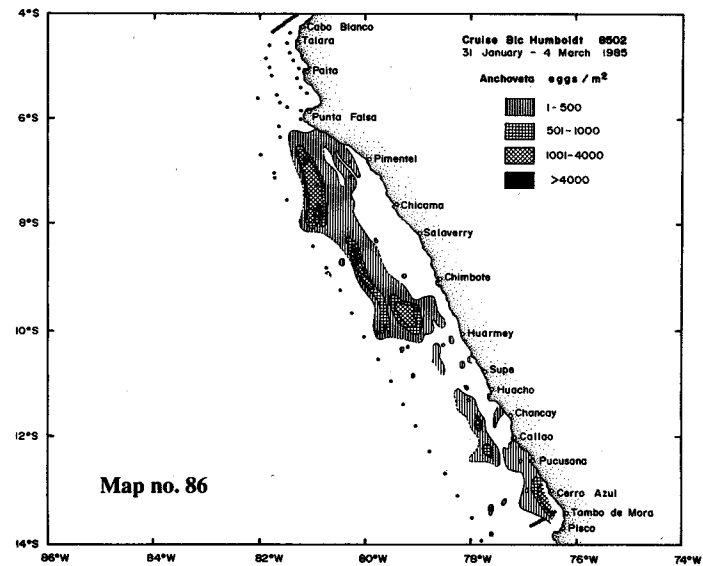 4°S
6°S
8°S
10°S
12°S
14°S
86°W
84°W
82°W
80°W
78°W
76°W
74°W
Cabo Blanco
Talara
Paita
Punta Falsa
Pimentel
Chicama
Salaverry
Chimbote
Huarmey
Supe
Huacho
Chancay
Callao
Pucusana
Cerro Azul
Tambo de Mora
Pisco
Cruise Bic Humboldt 8502
31 January - 4 March 1985
Anchoveta eggs / m²
1-500
501-1000
1001-4000
>4000
Map no. 86